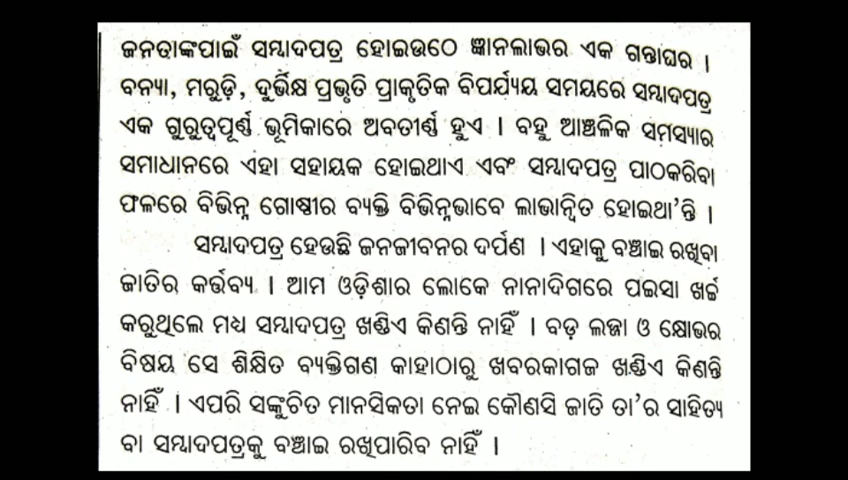 ଜନତାଙ୍କପାଇଁ ସମ୍ବାଦପତ୍ର ହୋଇଉଠେ ଜ୍ଞାନଲାଭର ଏକ ଗନ୍ତାଘର ।
ବନ୍ୟା, ମରୁଡ଼ି, ଦୁର୍ଭିକ୍ଷ ପ୍ରଭୃତି ପ୍ରାକୃତିକ ବିପର୍ଯ୍ୟୟ ସମୟରେ ସମ୍ବାଦପତ୍ର
ଏକ ଗୁରୁତ୍ୱପୂର୍ଣ୍ଣ ଭୂମିକାରେ ଅବତୀର୍ଣ୍ଣ ହୁଏ । ବହୁ ଆଞ୍ଚଳିକ ସମସ୍ୟାର
ସମାଧାନରେ ଏହା ସହାୟକ ହୋଇଥାଏ ଏବଂ ସମ୍ବାଦପତ୍ର ପାଠକରିବା
ଫଳରେ ବିଭିନ୍ନ ଗୋଷ୍ଠୀର ବ୍ୟକ୍ତି ବିଭିନ୍ନଭାବେ ଲାଭାନ୍ୱିତ ହୋଇଥା'ନ୍ତି ।
ସମ୍ବାଦପତ୍ର ହେଉଛି ଜନଜୀବନର ଦର୍ପଣ । ଏହାକୁ ବଞ୍ଚାଇ ରଖିବା
ଜାତିର କର୍ତ୍ତବ୍ୟ । ଆମ ଓଡ଼ିଶାର ଲୋକେ ନାନାଦିଗରେ ପଇସା ଖର୍ଚ୍ଚ
କରୁଥିଲେ ମଧ୍ୟ ସମ୍ବାଦପତ୍ର ଖଣ୍ଡିଏ କିଣନ୍ତି ନାହିଁ । ବଡ଼ ଲଜ୍ଜା ଓ କ୍ଷୋଭର
ବିଷୟ ସେ ଶିକ୍ଷିତ ବ୍ୟକ୍ତିଗଣ କାହାଠାରୁ ଖବରକାଗଜ ଖଣ୍ଡିଏ କିଣନ୍ତି
ନାହିଁ । ଏପରି ସଙ୍କୁଚିତ ମାନସିକତା ନେଇ କୌଣସି ଜାତି ତା'ର ସାହିତ୍ୟ
ବା ସମ୍ବାଦପତ୍ରକୁ ବଞ୍ଚାଇ ରଖିପାରିବ ନାହିଁ ।